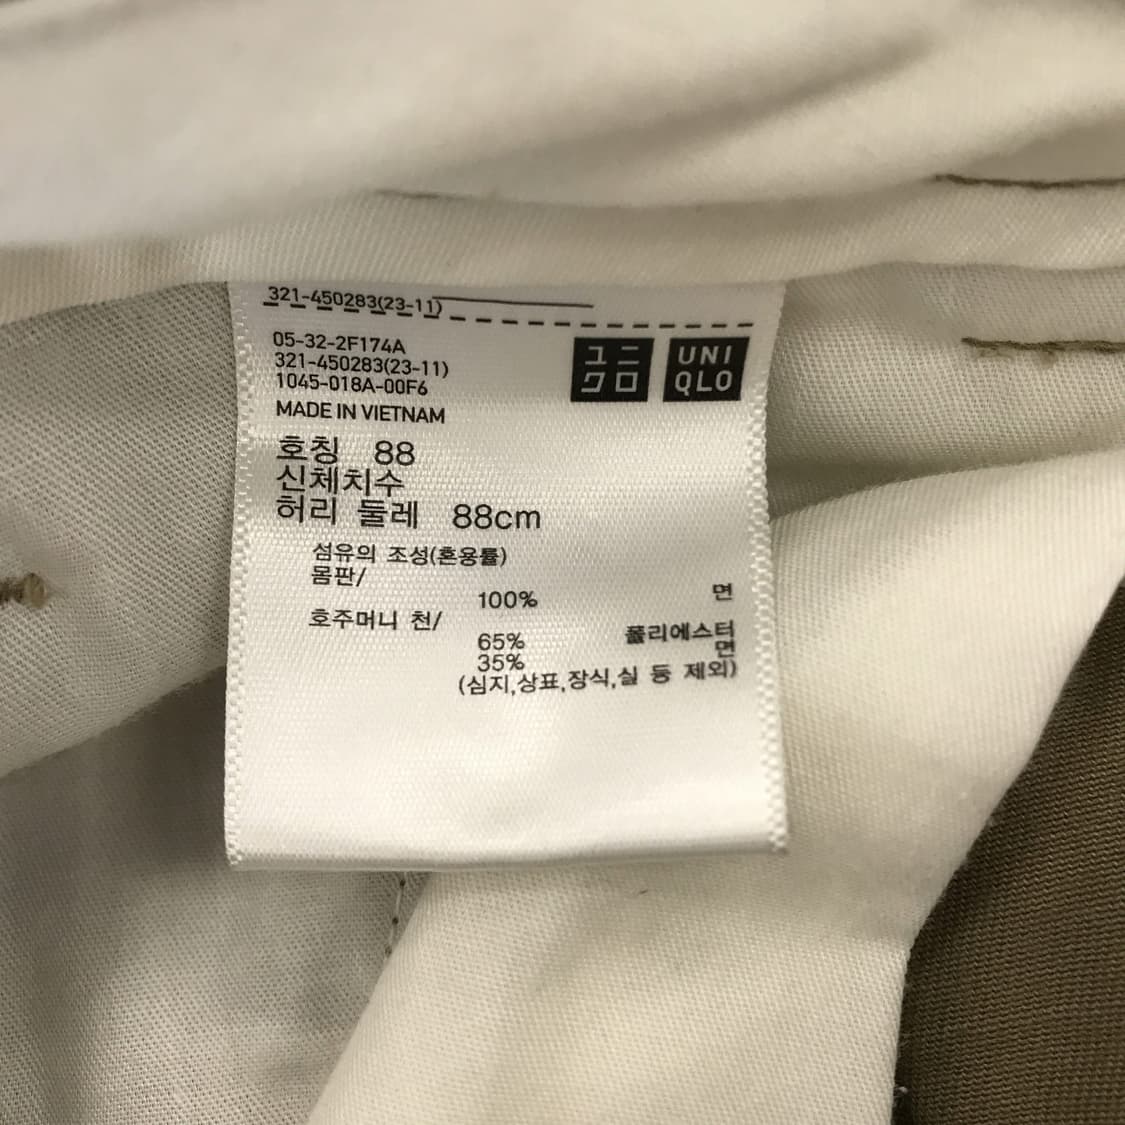 321-450283(23-11)
05-32-2F174A
321-450283(23-11)
1045-018A-00F6
MADE IN VIETNAM
ユニ
クロ
UNI
QLO
호칭 88
신체치수
허리 둘레 88cm
섬유의 조성(혼용률)
몸판/
100% 면
호주머니 천/
65% 폴리에스터
35% 면
(심지,상표,장식,실 등 제외)